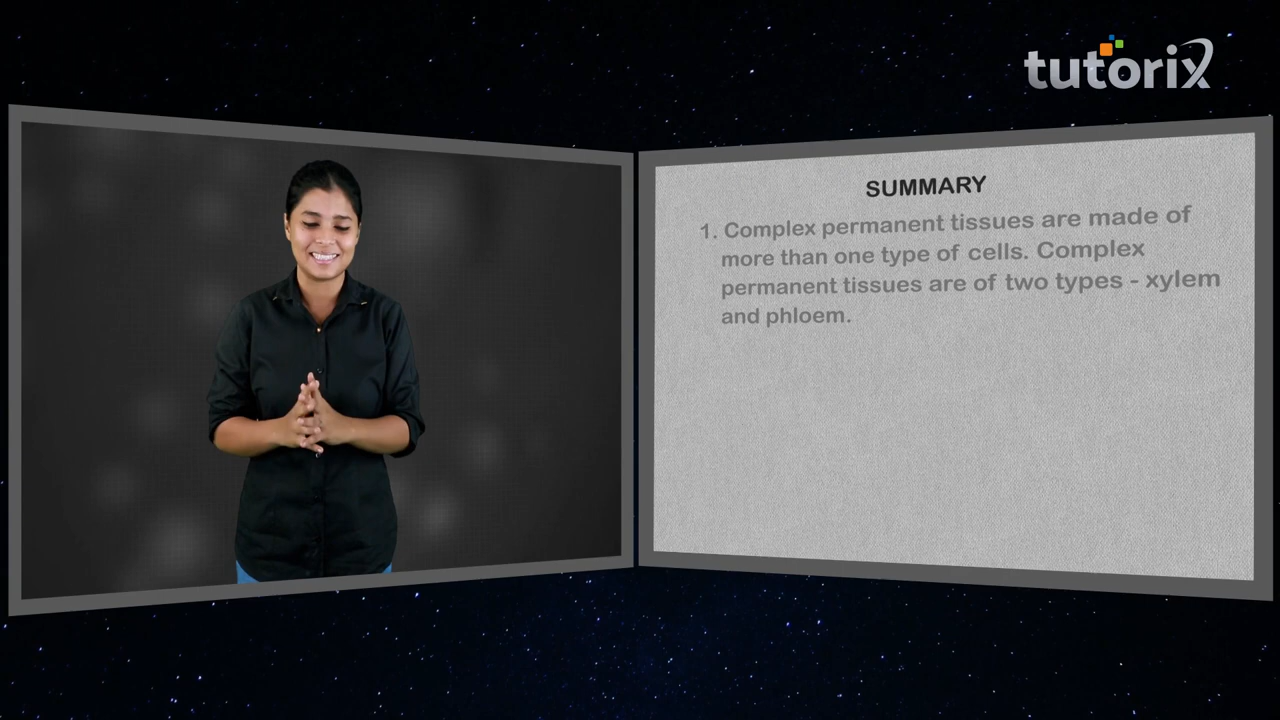 tutorix
SUMMARY
1. Complex permanent tissues are made of
more than one type of cells. Complex
permanent tissues are of two types - xylem
and phloem.